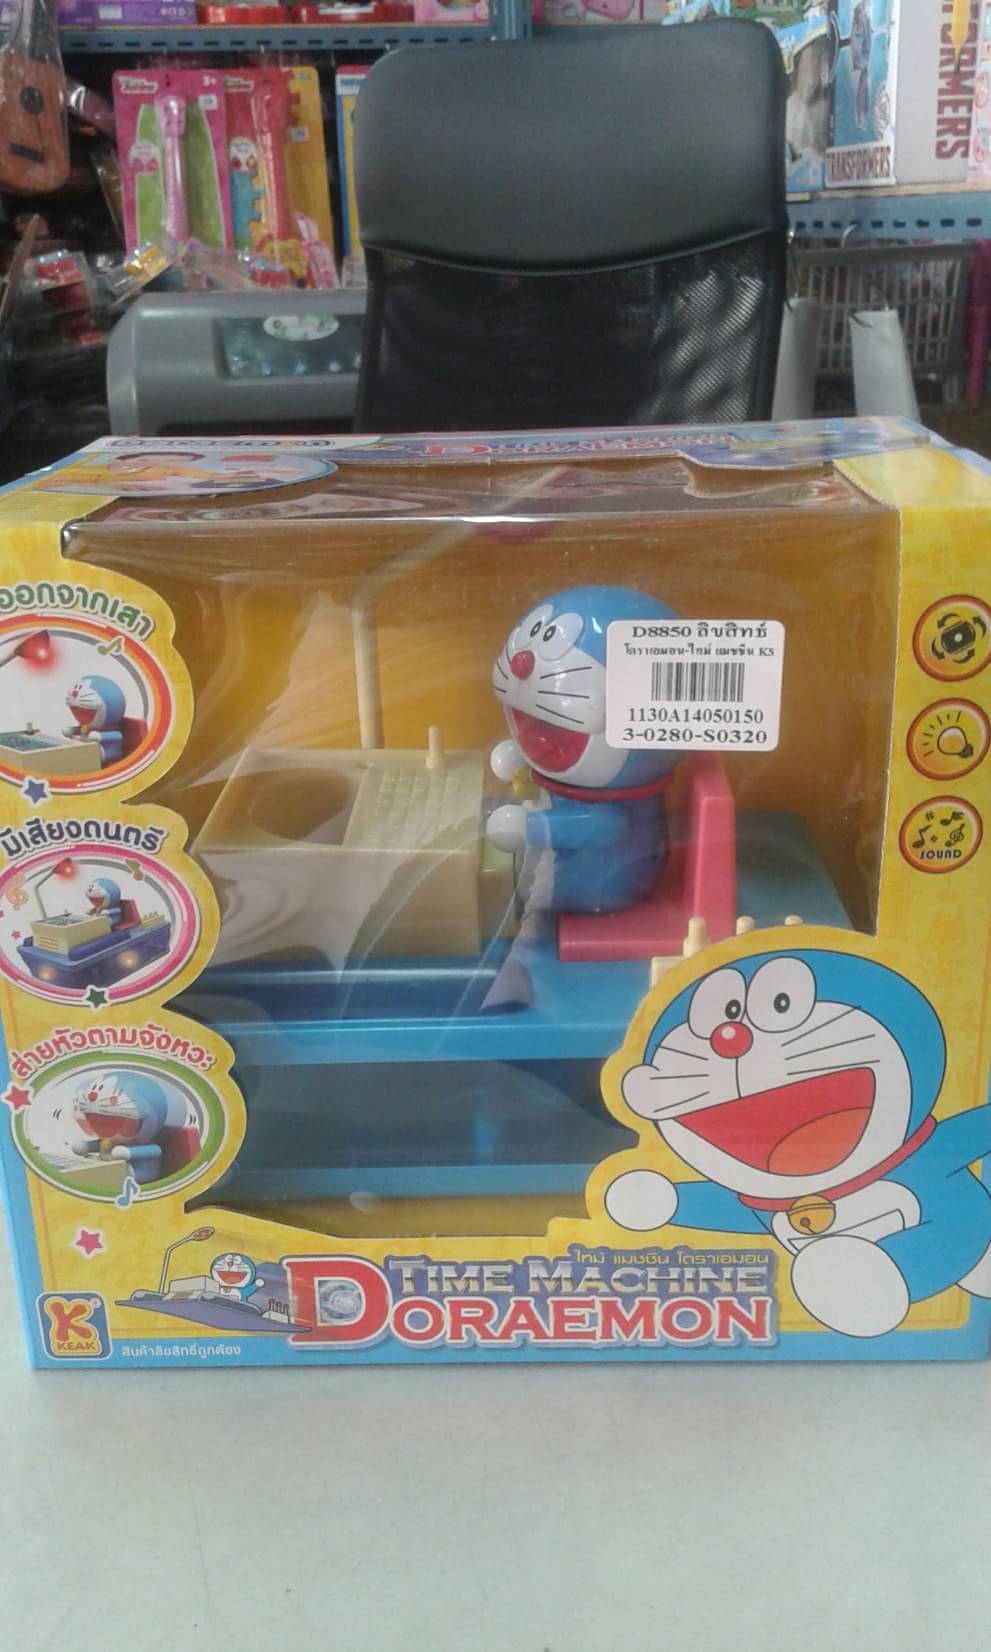 TRANSFORMERS
TRANSFORMERS
3+
DORAEMON
ออกจากเสา
D8850 ลิขสิทธ์
โดราเอมอน-ไทม์ แมชชีน KS
1130A14050150
3-0280-S0320
มีเสียงดนตรี
SOUND
ส่ายหัวตามจังหวะ
ไทม์ แมชชีน โดราเอมอน
TIME MACHINE
DORAEMON
K
KEAK
สินค้าลิขสิทธิ์ถูกต้อง